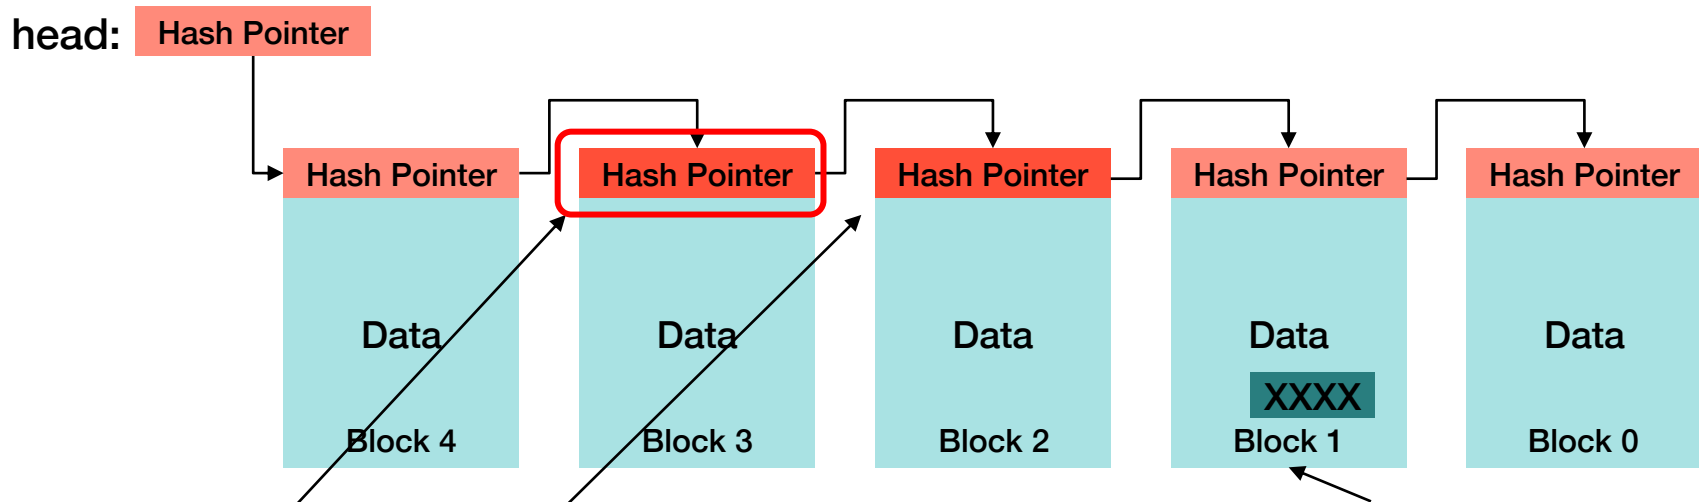 head: Hash Pointer
Hash Pointer Hash Pointer Hash Pointer Hash Pointer Hash Pointer
Data Data Data Data Data
XXXX
Block 4 Block 3 Block 2 Block 1 Block 0